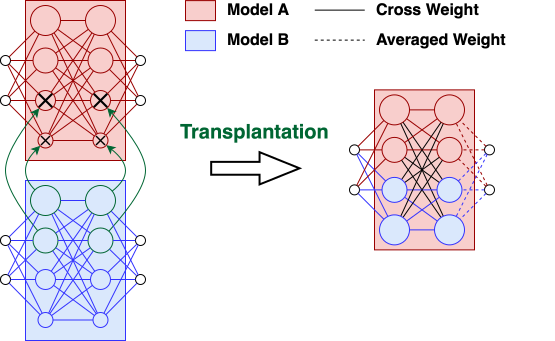 Model A
Cross Weight
Model B
Averaged Weight
Transplantation